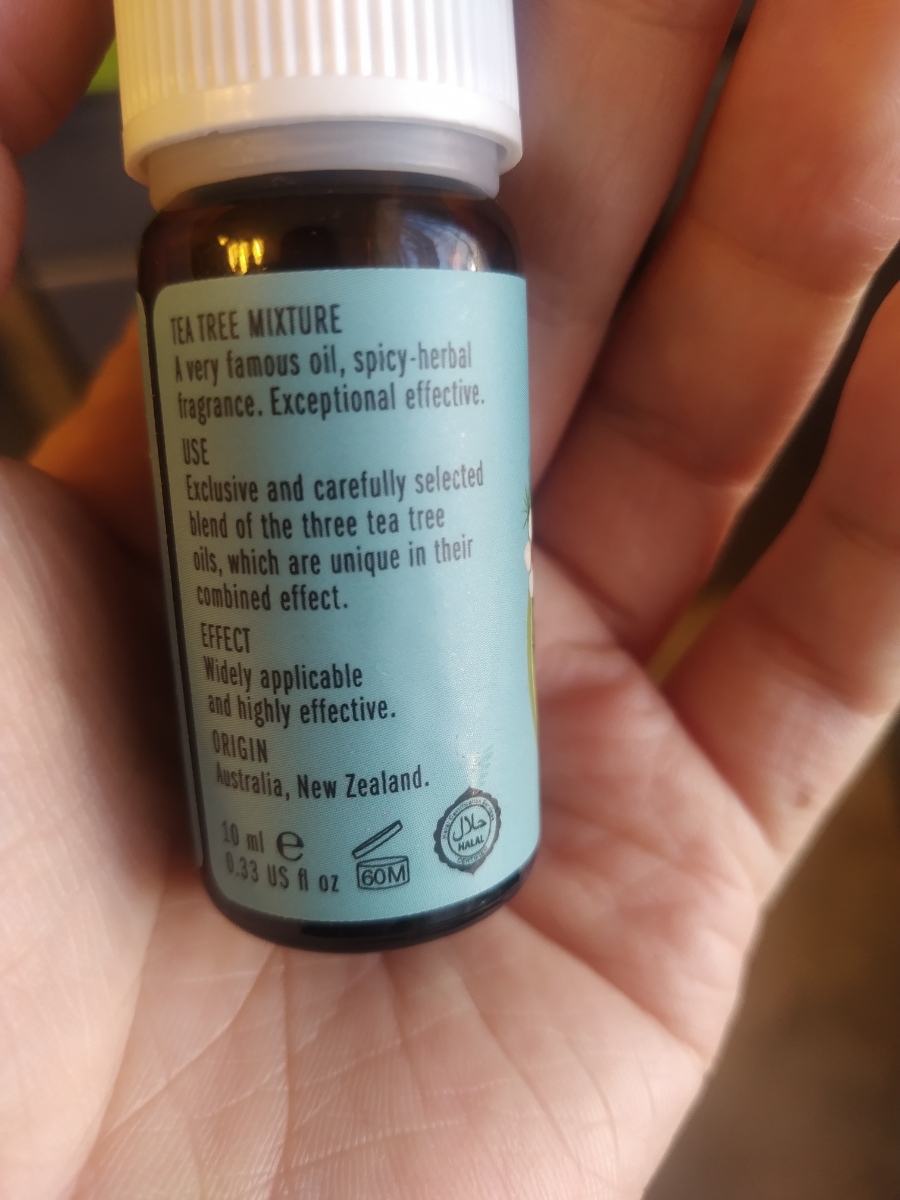 TEA TREE MIXTURE
A very famous oil, spicy-herbal
fragrance. Exceptional effective.
USE
Exclusive and carefully selected
blend of the three tea tree
oils, which are unique in their
combined effect.
EFFECT
Widely applicable
and highly effective.
ORIGIN
Australia, New Zealand.
10 ml e
0.33 US fl oz
60M
حلال
HALAL